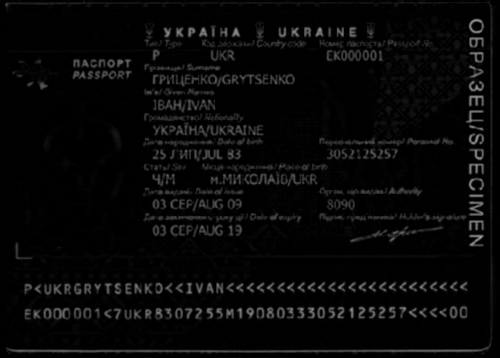 УКРАЇНА UKRAINE
ПАСПОРТ
PASSPORT
Тип/Type Код держави/Country code Номер паспорта/Passport No.
P UKR EK000001
Прізвище/Surname
ГРИЦЕНКО/GRYTSENKO
Ім'я/Given Names
ІВАН/IVAN
Громадянство/Nationality
УКРАЇНА/UKRAINE
Дата народження/Date of birth Персональний номер/Personal No.
25 ЛИП/JUL 83 3052125257
Стать/Sex Місце народження/Place of birth
Ч/M м.МИКОЛАЇВ/UKR
Дата видачі/Date of issue Орган, що видав/Authority
03 СЕР/AUG 09 8090
Дата закінчення строку дії/Date of expiry Підпис пред'явника/Holder's signature
03 СЕР/AUG 19
ОБРАЗЕЦ/SPECIMEN
P<UKRGRYTSENKO<<IVAN<<<<<<<<<<<<<<<<<<<<<<<<
EK000001<7UKR8307255M19080333052125257<<<<00